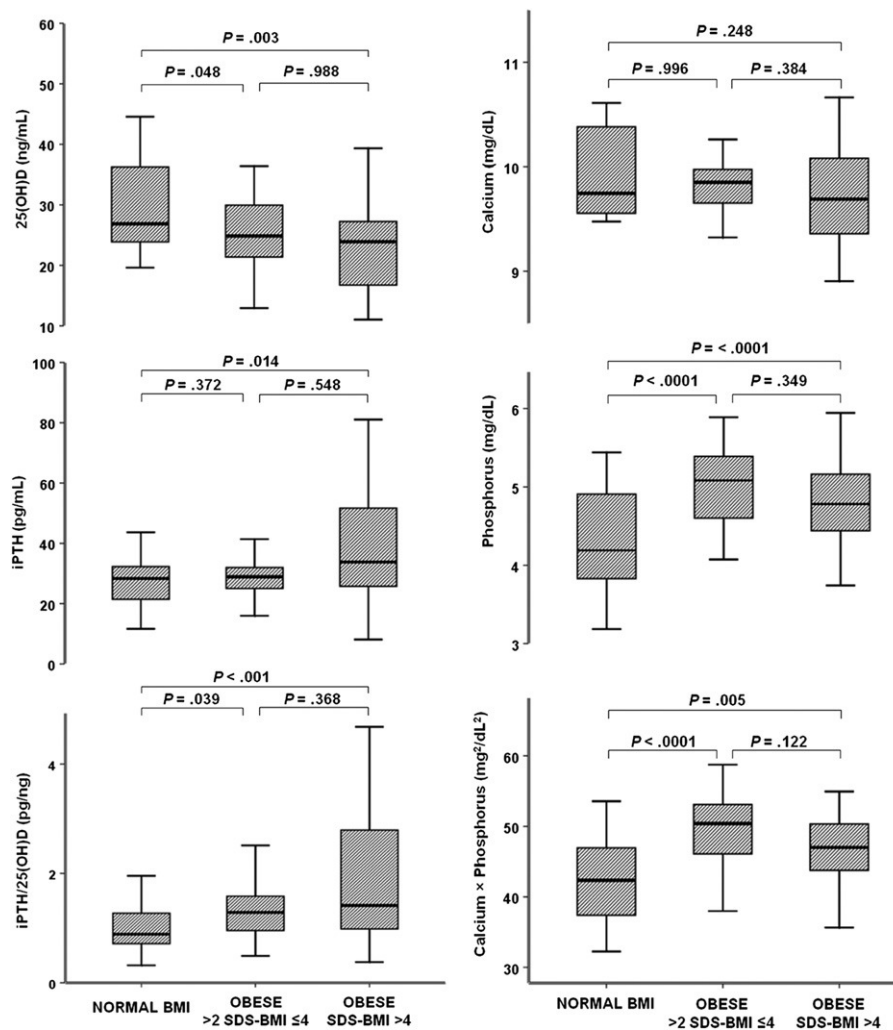 60
50
40
30
20
10
25(OH)D (ng/mL)
P = .003
P = .048
P = .988
11
10
9
Calcium (mg/dL)
P = .248
P = .996
P = .384
100
80
60
40
20
0
iPTH (pg/mL)
P = .014
P = .372
P = .548
6
5
4
3
Phosphorus (mg/dL)
P = < .0001
P < .0001
P = .349
4
2
0
iPTH/25(OH)D (pg/ng)
P < .001
P = .039
P = .368
NORMAL BMI
OBESE
>2 SDS-BMI ≤4
OBESE
SDS-BMI >4
60
50
40
30
Calcium × Phosphorus (mg²/dL²)
P = .005
P < .0001
P = .122
NORMAL BMI
OBESE
>2 SDS-BMI ≤4
OBESE
SDS-BMI >4